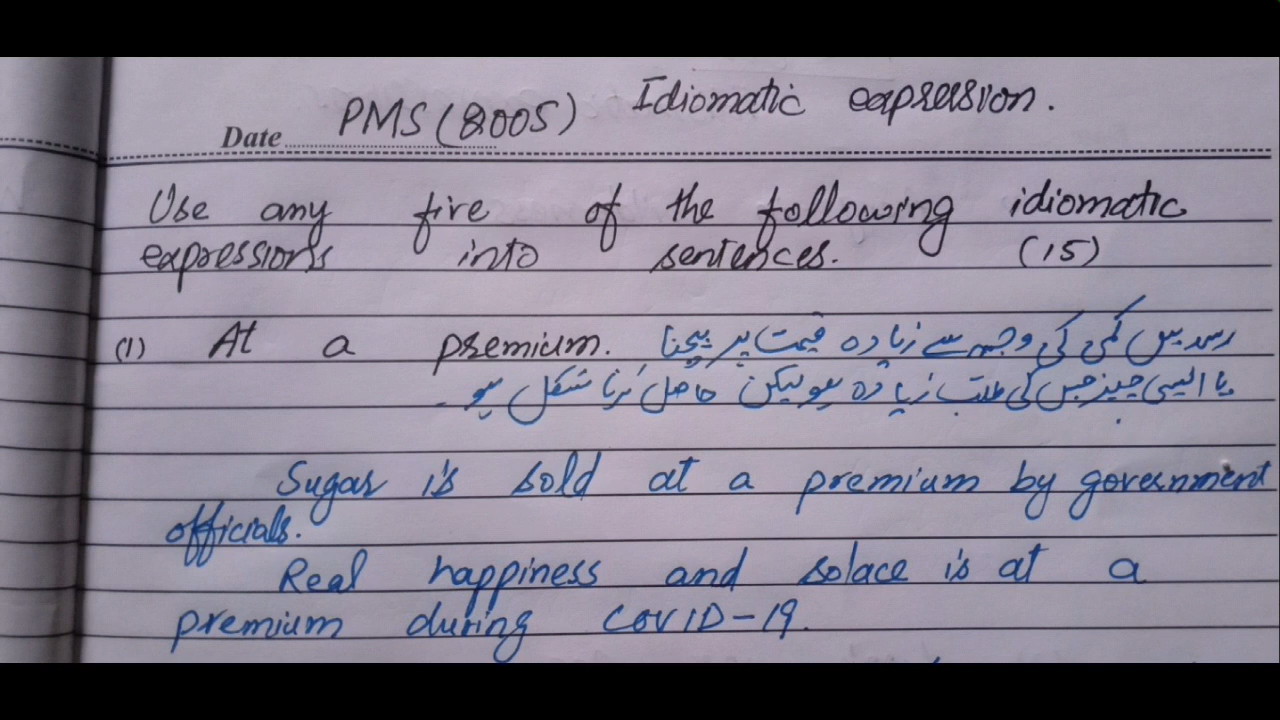 Idiomatic expression.
Date PMS (2005)
Use any five of the following idiomatic
expressions into sentences. (15)
(1) At a premium. رسد میں کمی کی وجہ سے زیادہ قیمت پر بیچنا
یا ایسی چیز جس کی طلب زیادہ ہو لیکن حاصل کرنا مشکل ہو۔
Sugar is sold at a premium by government
officials.
Real happiness and solace is at a
premium during COVID-19.